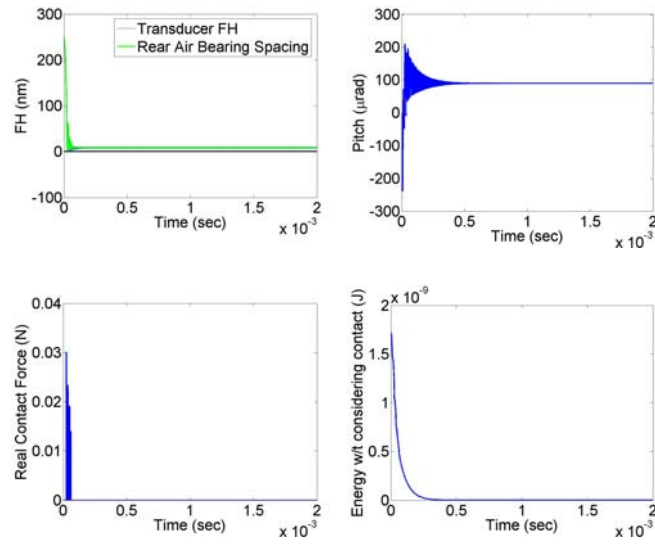 300
200
100
0
-100
FH (nm)
Transducer FH
Rear Air Bearing Spacing
0 0.5 1 1.5 2
Time (sec)
x 10⁻³
300
200
100
0
-100
-200
-300
Pitch (µrad)
0 0.5 1 1.5 2
Time (sec)
x 10⁻³
0.04
0.03
0.02
0.01
0
Real Contact Force (N)
0 0.5 1 1.5 2
Time (sec)
x 10⁻³
x 10⁻⁹
2
1.5
1
0.5
0
Energy w/t considering contact (J)
0 0.5 1 1.5 2
Time (sec)
x 10⁻³